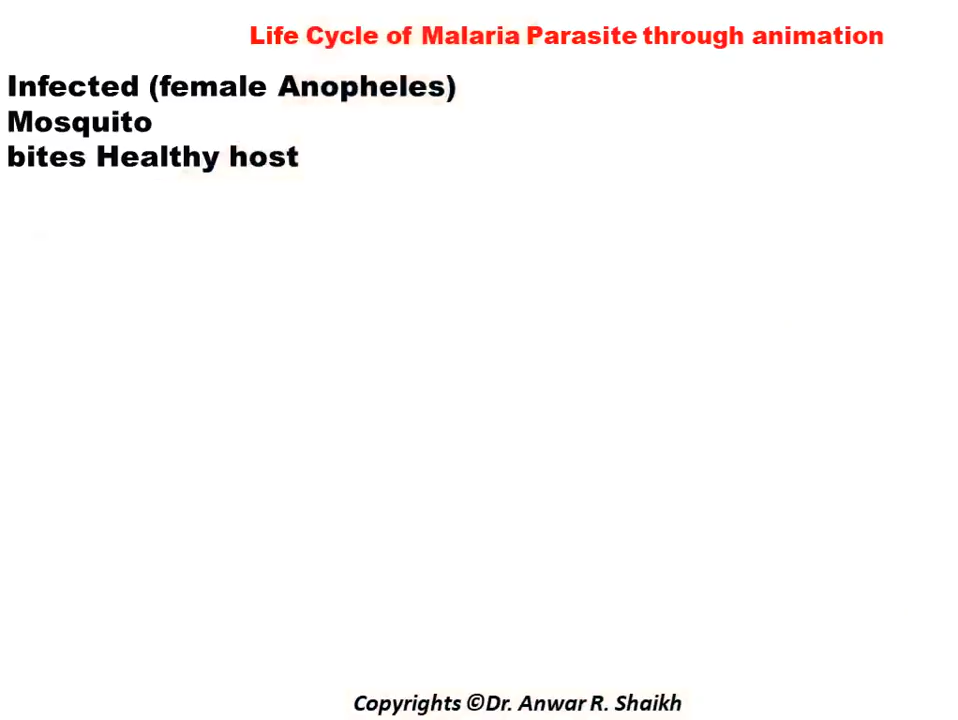 Life Cycle of Malaria Parasite through animation
Infected (female Anopheles)
Mosquito
bites Healthy host
Copyrights ©Dr. Anwar R. Shaikh